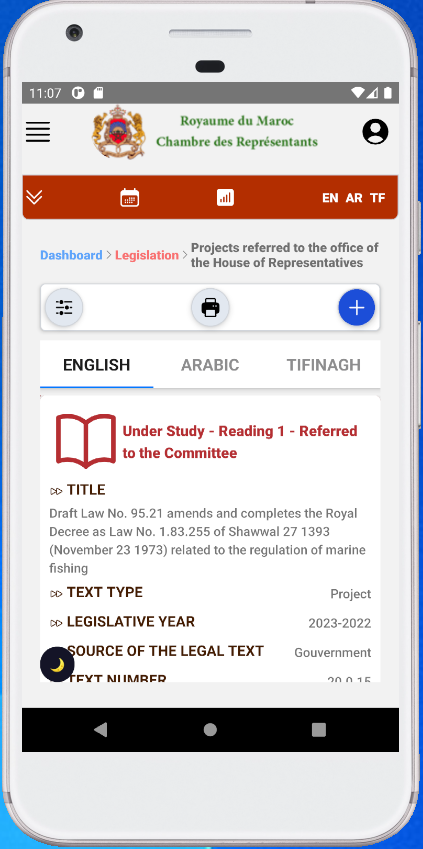 11:07
Royaume du Maroc
Chambre des Représentants
EN AR TF
Dashboard > Legislation > Projects referred to the office of
the House of Representatives
ENGLISH ARABIC TIFINAGH
Under Study - Reading 1 - Referred
to the Committee
TITLE
Draft Law No. 95.21 amends and completes the Royal
Decree as Law No. 1.83.255 of Shawwal 27 1393
(November 23 1973) related to the regulation of marine
fishing
TEXT TYPE Project
LEGISLATIVE YEAR 2023-2022
SOURCE OF THE LEGAL TEXT Gouvernment
TEXT NUMBER 20.0.15